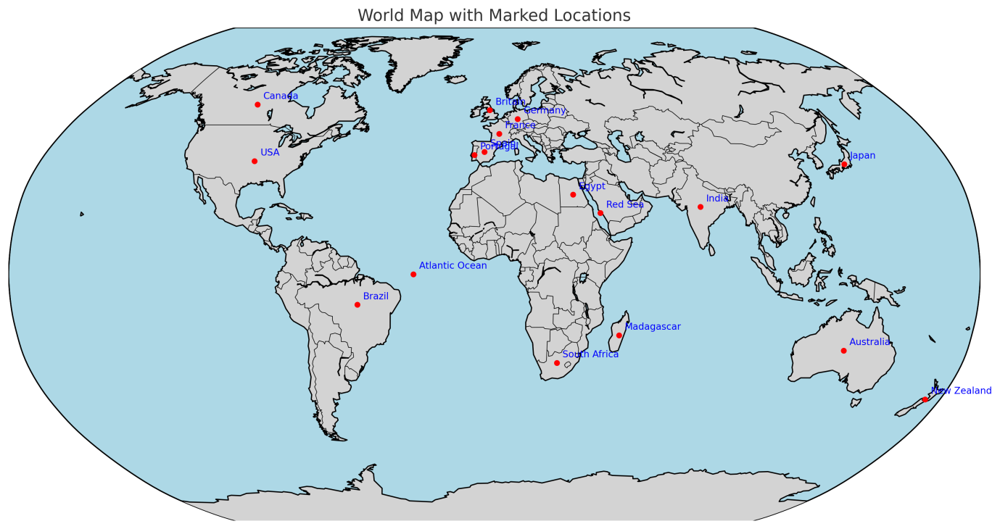 World Map with Marked Locations
Canada
Britain
Germany
France
Spain
Portugal
USA
Japan
Egypt
India
Red Sea
Atlantic Ocean
Brazil
Madagascar
Australia
South Africa
New Zealand